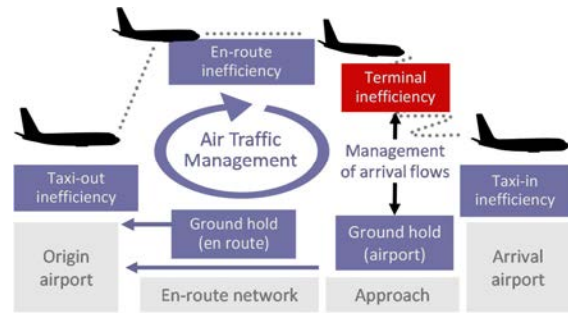 En-route
inefficiency
Terminal
inefficiency
Air Traffic
Management
Management
of arrival flows
Taxi-out
inefficiency
Taxi-in
inefficiency
Ground hold
(en route)
Ground hold
(airport)
Origin
airport
Arrival
airport
En-route network
Approach